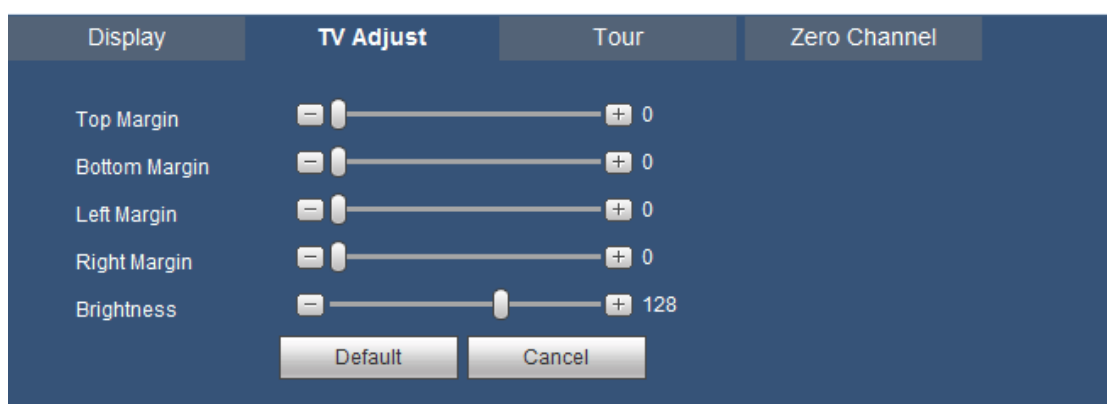 Display TV Adjust Tour Zero Channel
Top Margin 0
Bottom Margin 0
Left Margin 0
Right Margin 0
Brightness 128
Default Cancel